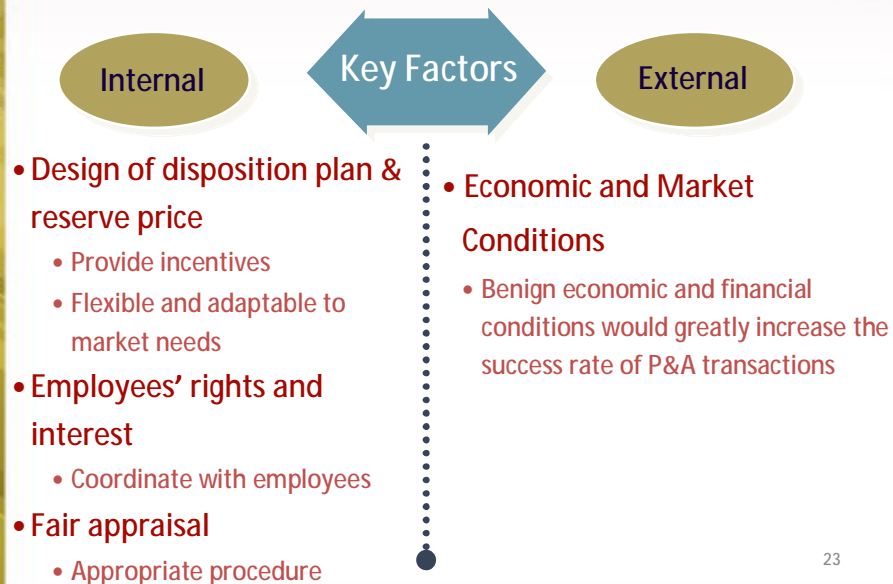 Internal
Key Factors
External
• Design of disposition plan &
reserve price
• Provide incentives
• Flexible and adaptable to
market needs
• Employees' rights and
interest
• Coordinate with employees
• Fair appraisal
• Appropriate procedure
• Economic and Market
Conditions
• Benign economic and financial
conditions would greatly increase the
success rate of P&A transactions
23